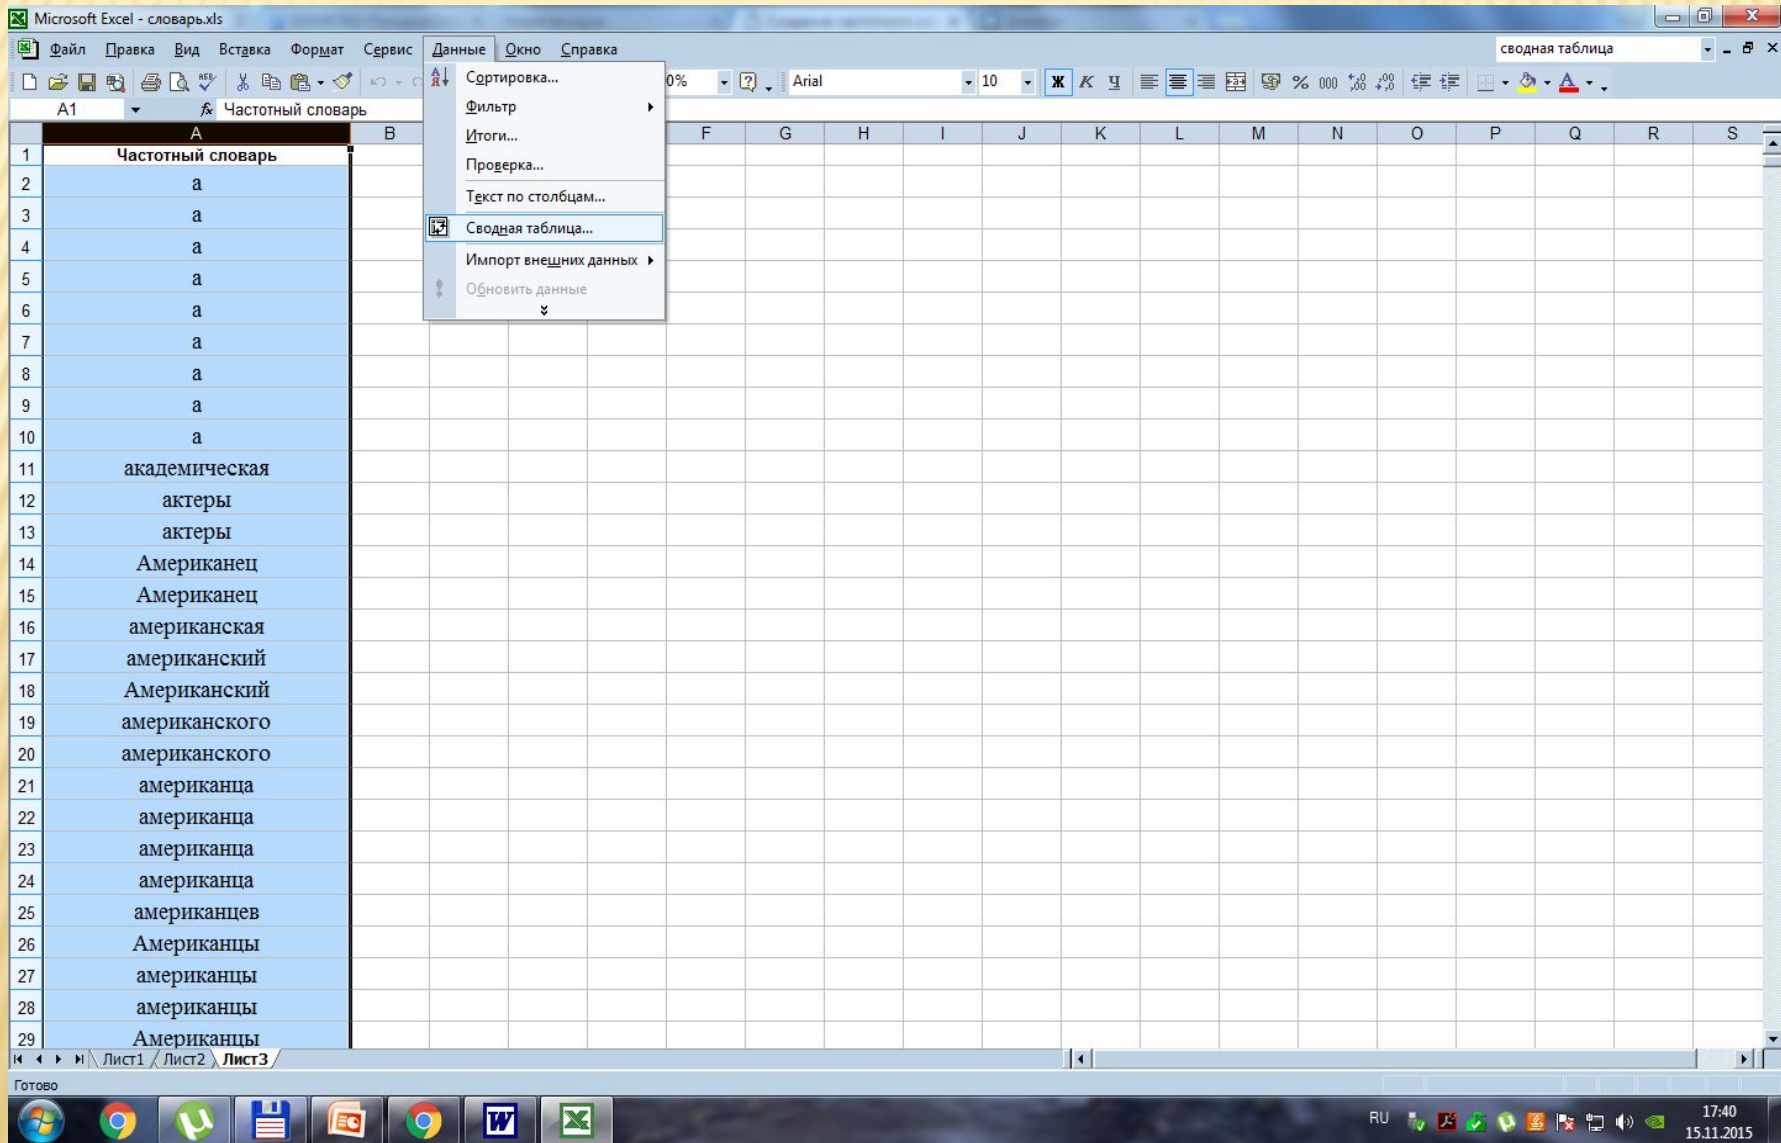 Microsoft Excel - словарь.xls
Файл Правка Вид Вставка Формат Сервис Данные Окно Справка сводная таблица
0% Arial 10 Ж К Ч % 000
A1 fx Частотный словарь
A B F G H I J K L M N O P Q R S
Сортировка...
Фильтр
Итоги...
Проверка...
Текст по столбцам...
Сводная таблица...
Импорт внешних данных
Обновить данные
1 Частотный словарь
2 а
3 а
4 а
5 а
6 а
7 а
8 а
9 а
10 а
11 академическая
12 актеры
13 актеры
14 Американец
15 Американец
16 американская
17 американский
18 Американский
19 американского
20 американского
21 американца
22 американца
23 американца
24 американца
25 американцев
26 Американцы
27 американцы
28 американцы
29 Американцы
Лист1 Лист2 Лист3
Готово
RU 17:40
15.11.2015